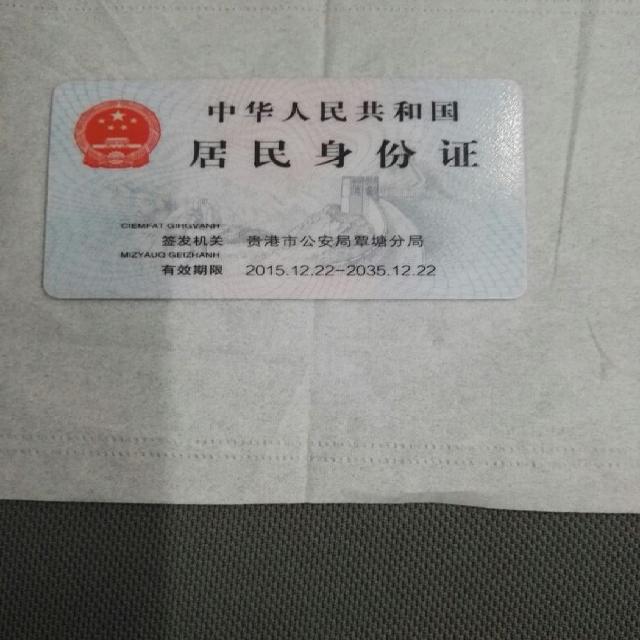 中华人民共和国
居民身份证
CIEMFAT GIHGVANH
签发机关 贵港市公安局覃塘分局
MIZYAUQ GEIZHANH
有效期限 2015.12.22-2035.12.22